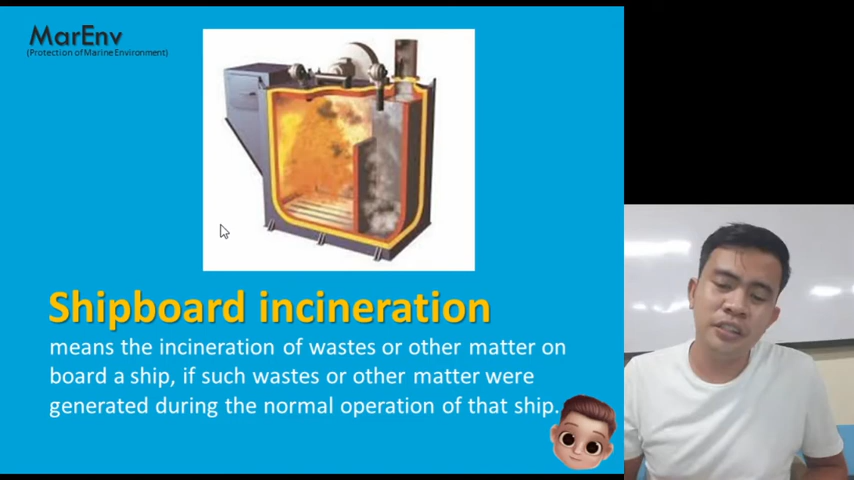 MarEnv
(Protection of Marine Environment)
Shipboard incineration
means the incineration of wastes or other matter on
board a ship, if such wastes or other matter were
generated during the normal operation of that ship.